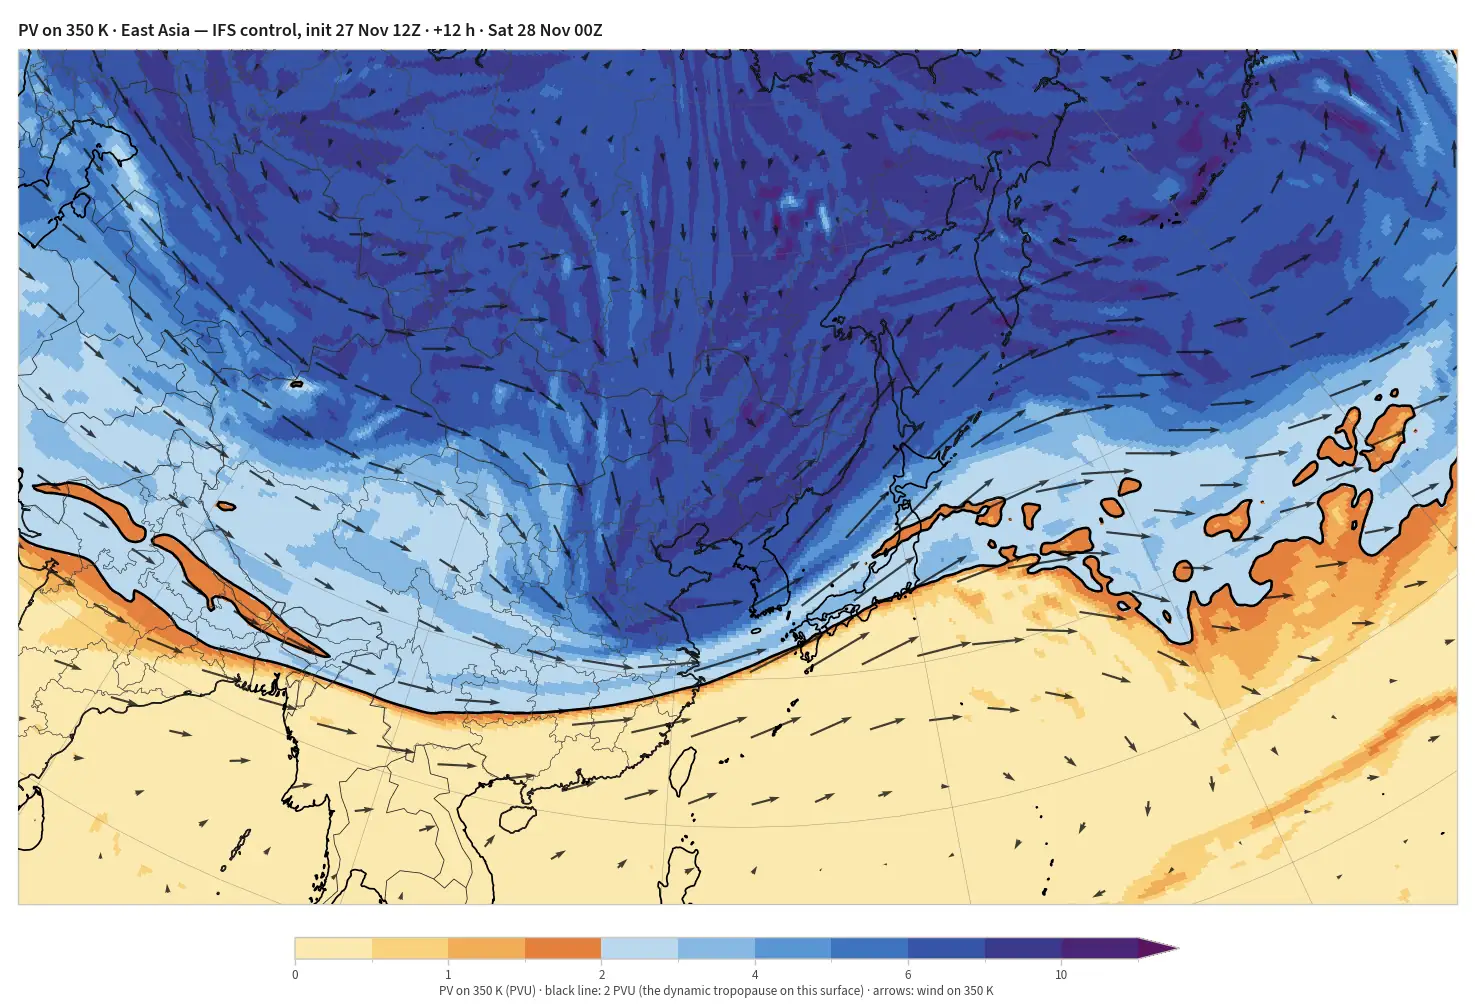 PV on 350 K · East Asia — IFS control, init 27 Nov 12Z · +12 h · Sat 28 Nov 00Z
0 1 2 4 6 10
PV on 350 K (PVU) · black line: 2 PVU (the dynamic tropopause on this surface) · arrows: wind on 350 K